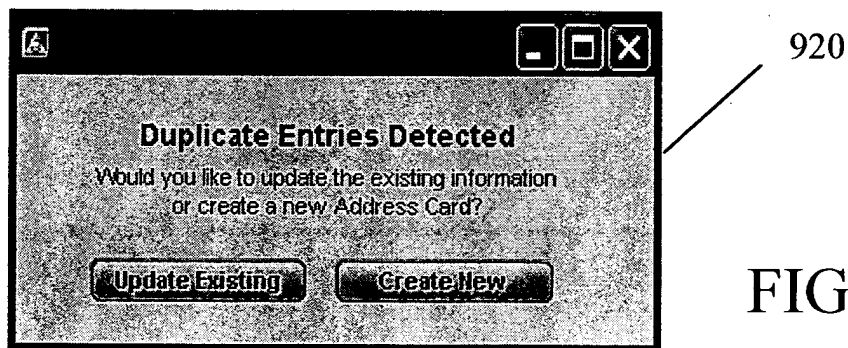 920
Duplicate Entries Detected
Would you like to update the existing information
or create a new Address Card?
Update Existing
Create New
FIG